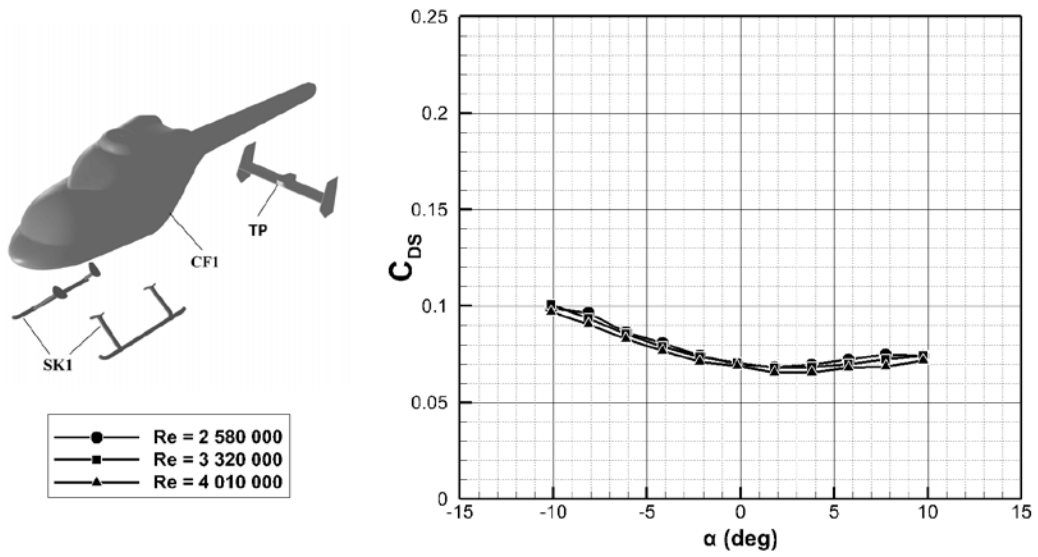 TP
CF1
SK1
Re = 2 580 000
Re = 3 320 000
Re = 4 010 000
0.25
0.2
0.15
0.1
0.05
0
C_DS
-15 -10 -5 0 5 10 15
α (deg)